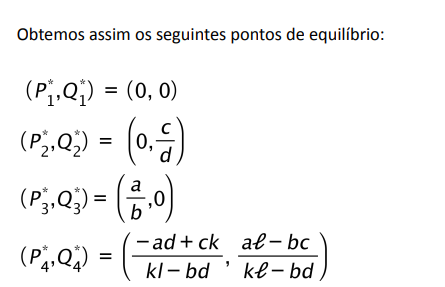 Obtemos assim os seguintes pontos de equilíbrio:
(P₁*,Q₁*) = (0, 0)
(P₂*,Q₂*) = (0, c/d)
(P₃*,Q₃*) = (a/b, 0)
(P₄*,Q₄*) = ((−ad + ck)/(kl − bd), (aℓ − bc)/(kℓ − bd))